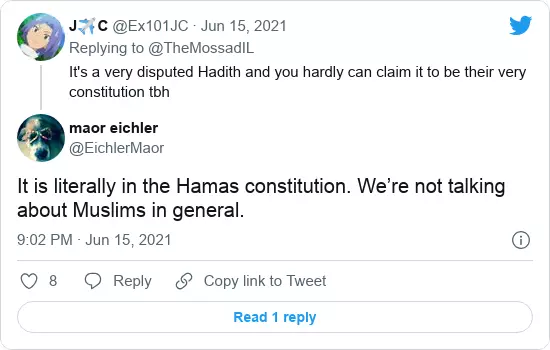 J✈️C @Ex101JC · Jun 15, 2021
Replying to @TheMossadIL
It's a very disputed Hadith and you hardly can claim it to be their very
constitution tbh
maor eichler
@EichlerMaor
It is literally in the Hamas constitution. We’re not talking
about Muslims in general.
9:02 PM · Jun 15, 2021
8 Reply Copy link to Tweet
Read 1 reply